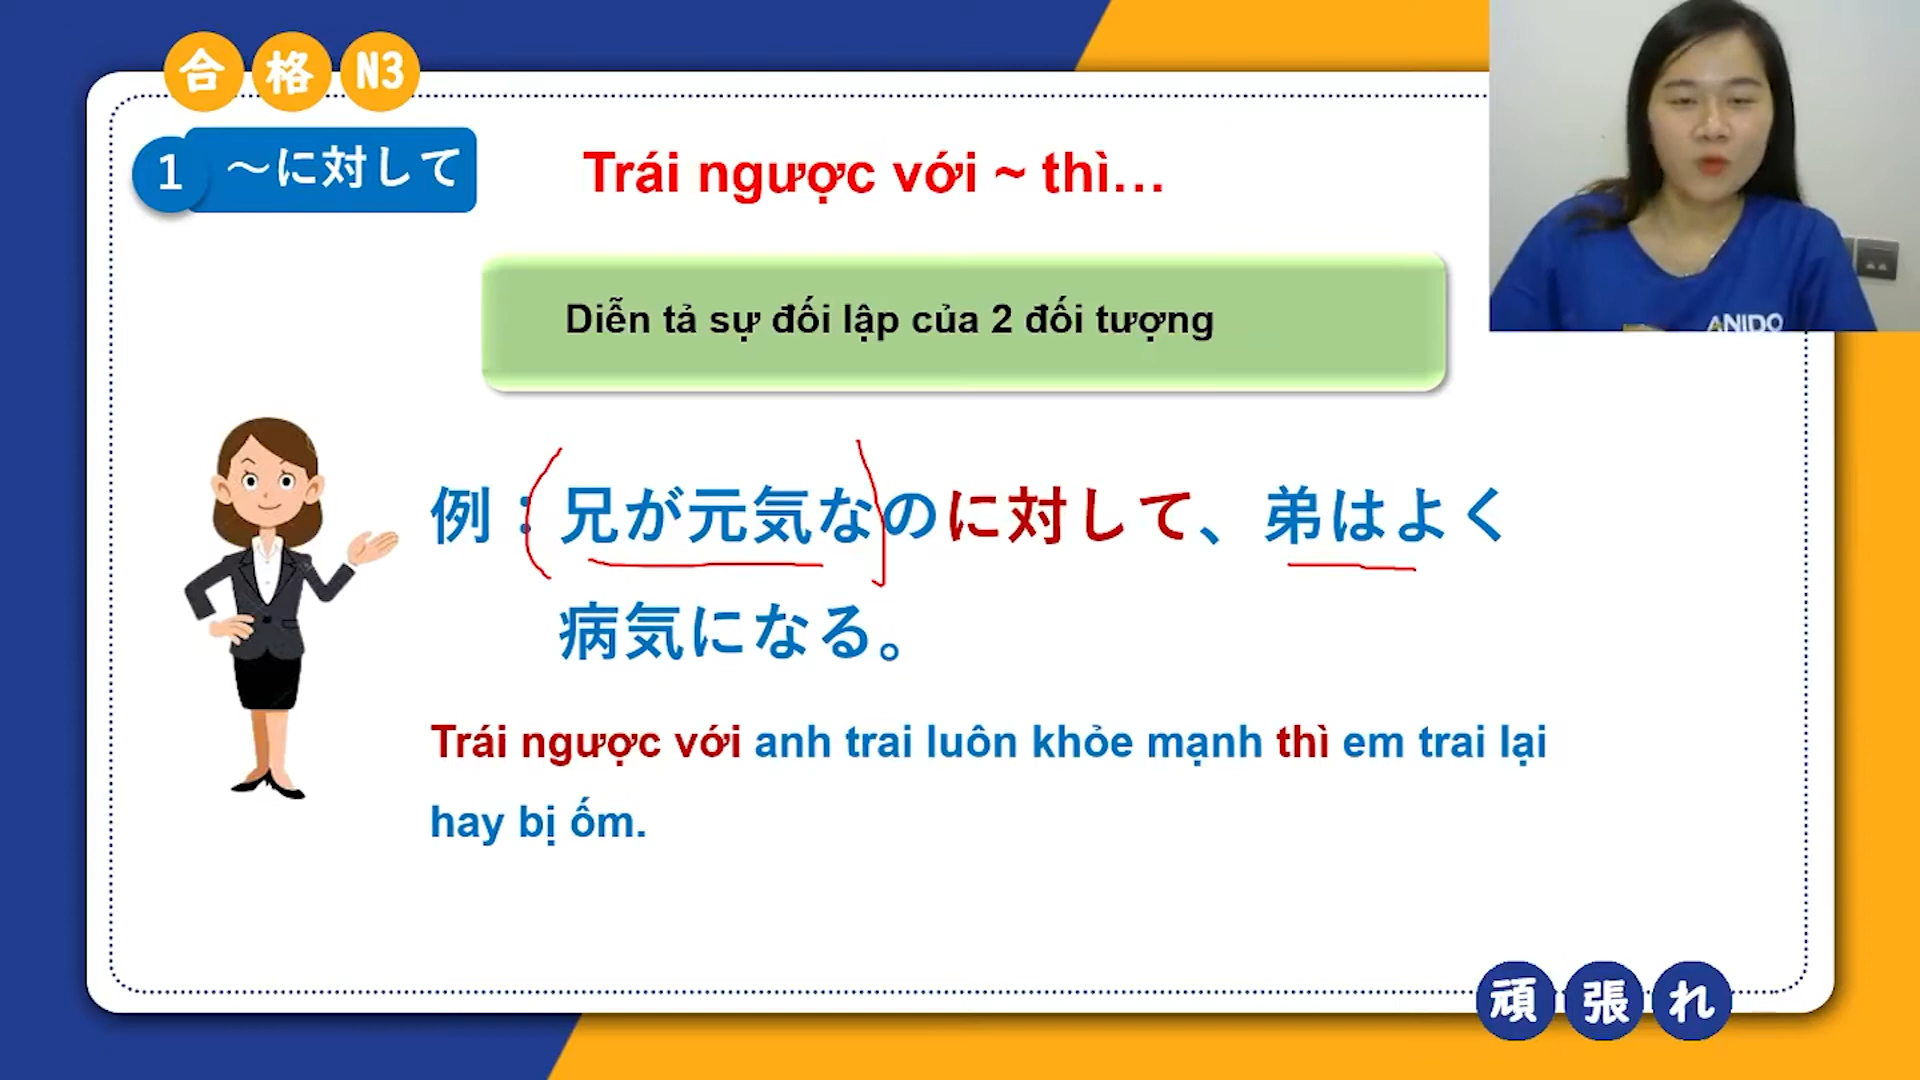 合格N3
1 ～に対して
Trái ngược với ~ thì...
ANIDO
Diễn tả sự đối lập của 2 đối tượng
例：兄が元気なのに対して、弟はよく
病気になる。
Trái ngược với anh trai luôn khỏe mạnh thì em trai lại
hay bị ốm.
頑張れ